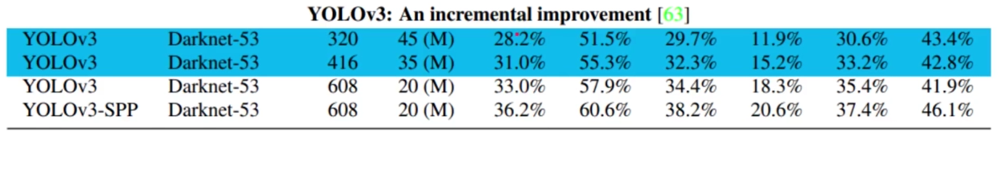 YOLOv3: An incremental improvement [63]
YOLOv3 Darknet-53 320 45 (M) 28.2% 51.5% 29.7% 11.9% 30.6% 43.4%
YOLOv3 Darknet-53 416 35 (M) 31.0% 55.3% 32.3% 15.2% 33.2% 42.8%
YOLOv3 Darknet-53 608 20 (M) 33.0% 57.9% 34.4% 18.3% 35.4% 41.9%
YOLOv3-SPP Darknet-53 608 20 (M) 36.2% 60.6% 38.2% 20.6% 37.4% 46.1%